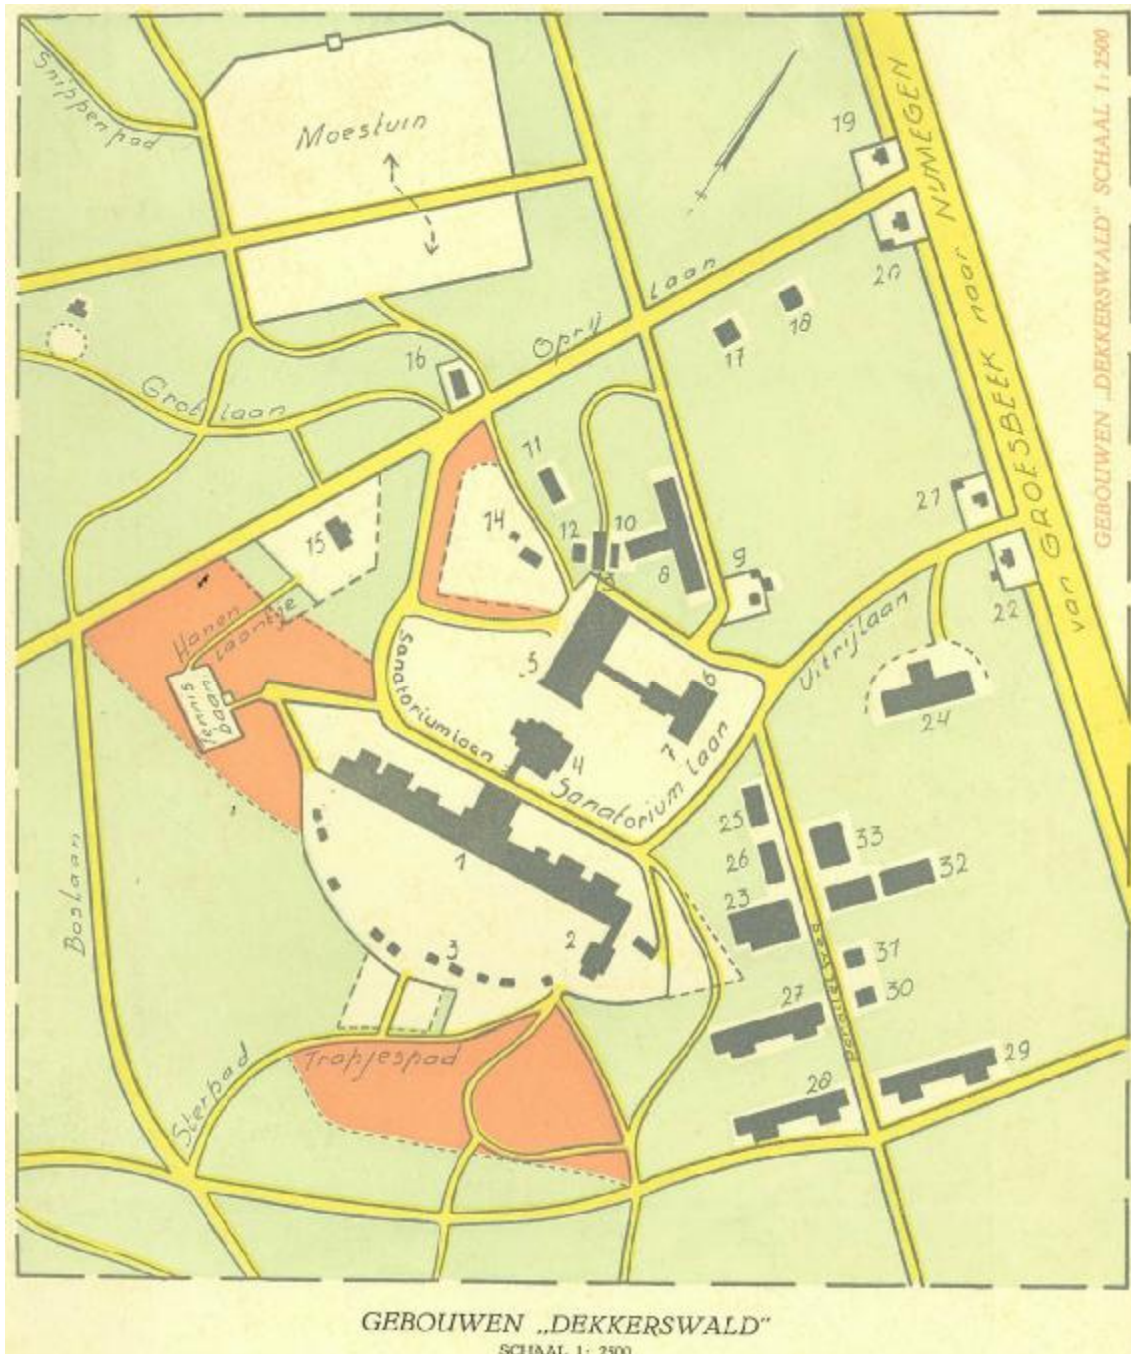 Snippenpad
Moestuin
19
van GROESBEEK naar NIJMEGEN
GEBOUWEN „DEKKERSWALD” SCHAAL 1:2500
20
Oprij laan
18
17
16
Grot laan
11
21
14
12
10
15
8
9
13
Hanen
laantje
22
Sanatoriumlaan
Uitrijlaan
5
6
Tennis
baan
24
7
4
Sanatorium laan
25
33
1
26
32
Boslaan
23
3
2
31
30
27
29
Tropjespad
28
Sterpad
GEBOUWEN „DEKKERSWALD”
SCHAAL 1: 2500